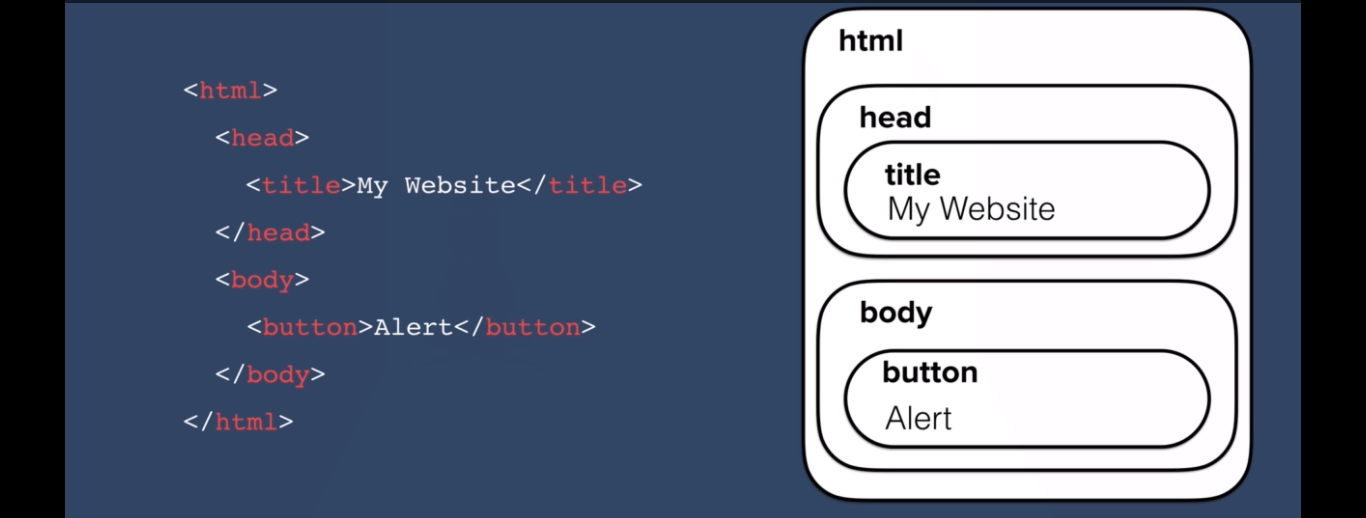 <html>
<head>
<title>My Website</title>
</head>
<body>
<button>Alert</button>
</body>
</html>
html
head
title
My Website
body
button
Alert